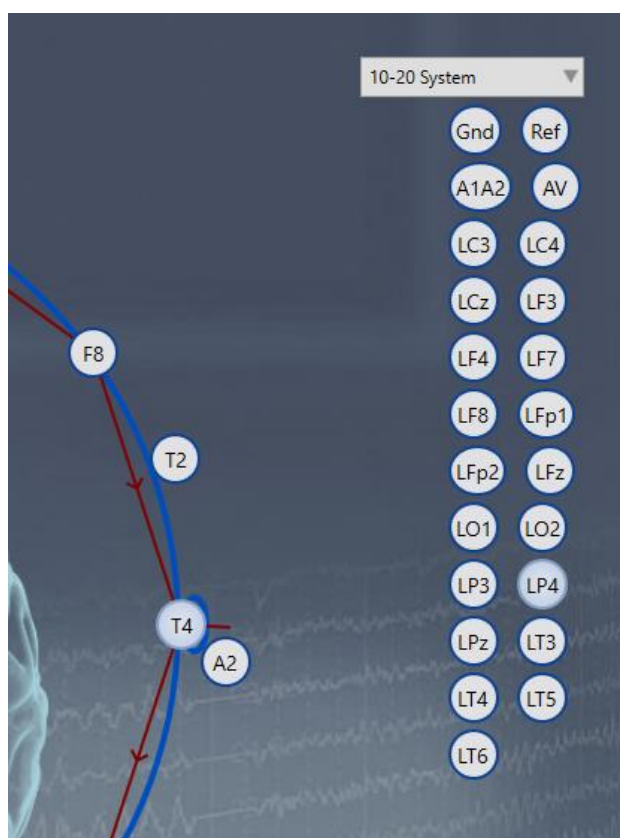 10-20 System
Gnd Ref
A1A2 AV
LC3 LC4
LCz LF3
F8
LF4 LF7
LF8 LFp1
T2
LFp2 LFz
LO1 LO2
LP3 LP4
T4
A2
LPz LT3
LT4 LT5
LT6